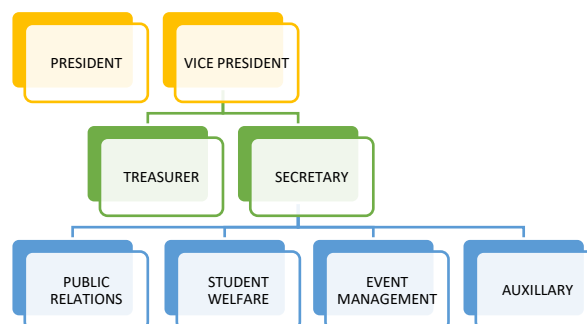 PRESIDENT
VICE PRESIDENT
TREASURER
SECRETARY
PUBLIC
RELATIONS
STUDENT
WELFARE
EVENT
MANAGEMENT
AUXILLARY